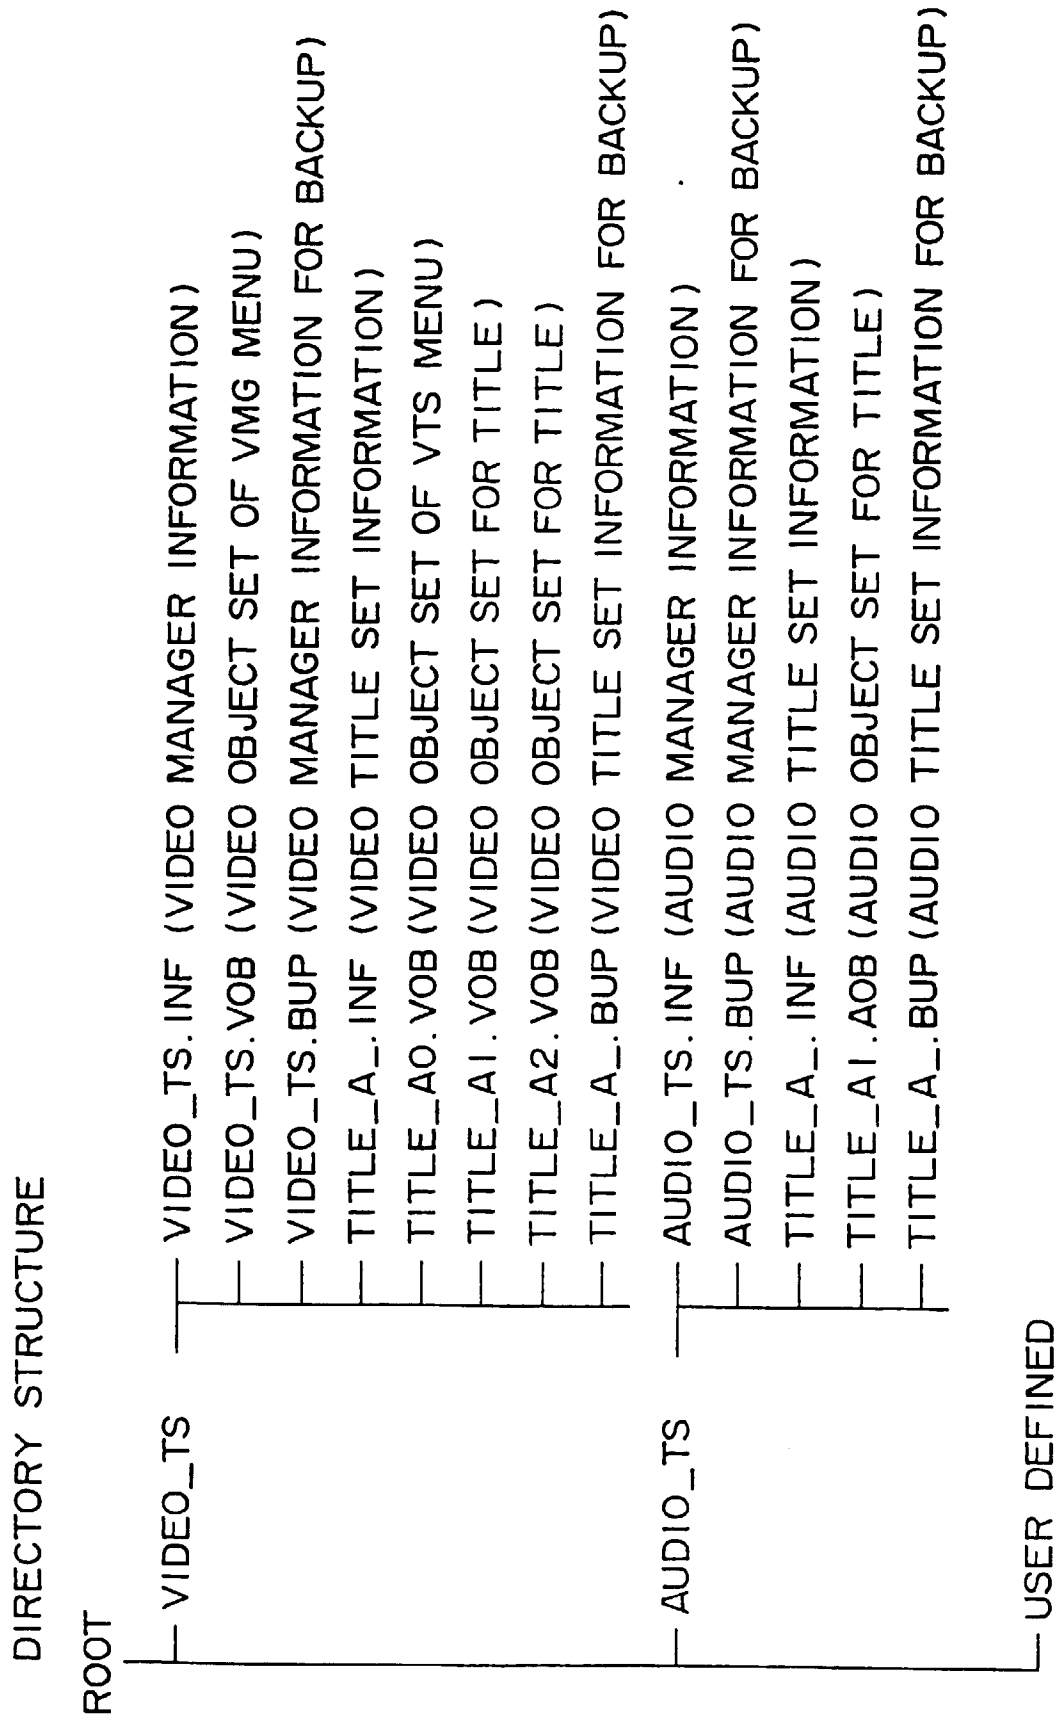 DIRECTORY STRUCTURE
ROOT
VIDEO_TS
VIDEO_TS.INF (VIDEO MANAGER INFORMATION)
VIDEO_TS.VOB (VIDEO OBJECT SET OF VMG MENU)
VIDEO_TS.BUP (VIDEO MANAGER INFORMATION FOR BACKUP)
TITLE_A_.INF (VIDEO TITLE SET INFORMATION)
TITLE_A0.VOB (VIDEO OBJECT SET OF VTS MENU)
TITLE_A1.VOB (VIDEO OBJECT SET FOR TITLE)
TITLE_A2.VOB (VIDEO OBJECT SET FOR TITLE)
TITLE_A_.BUP (VIDEO TITLE SET INFORMATION FOR BACKUP)
AUDIO_TS
AUDIO_TS.INF (AUDIO MANAGER INFORMATION)
AUDIO_TS.BUP (AUDIO MANAGER INFORMATION FOR BACKUP)
TITLE_A_.INF (AUDIO TITLE SET INFORMATION)
TITLE_A1.AOB (AUDIO OBJECT SET FOR TITLE)
TITLE_A_.BUP (AUDIO TITLE SET INFORMATION FOR BACKUP)
USER DEFINED